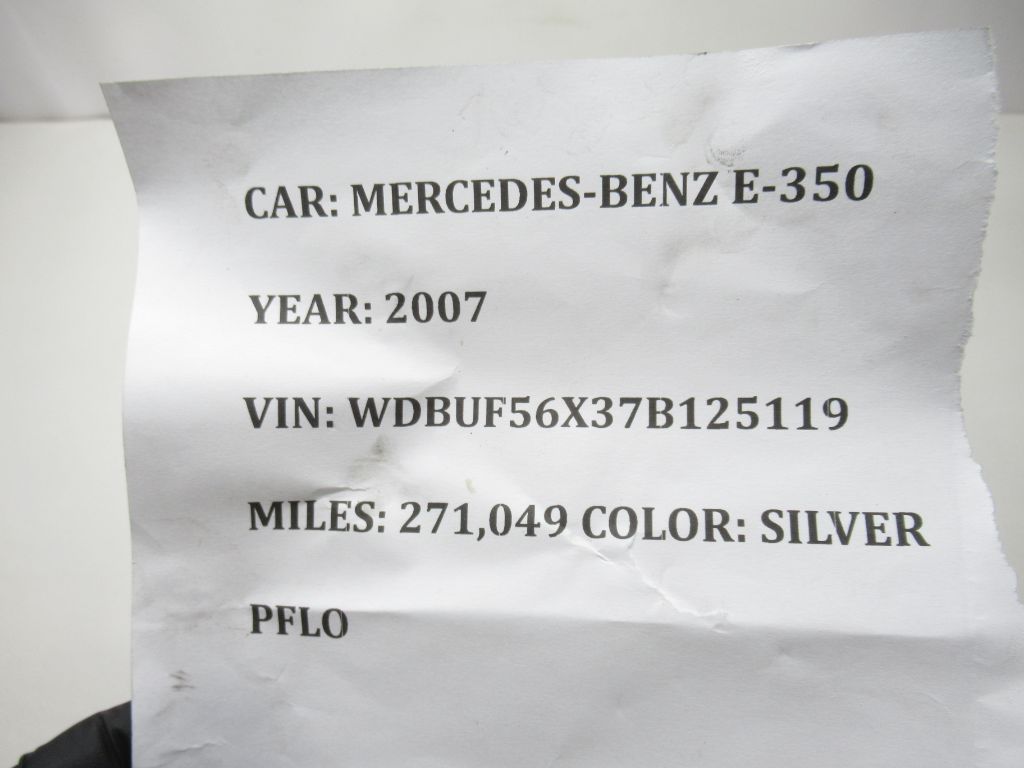 CAR: MERCEDES-BENZ E-350
YEAR: 2007
VIN: WDBUF56X37B125119
MILES: 271,049 COLOR: SILVER
PFLO